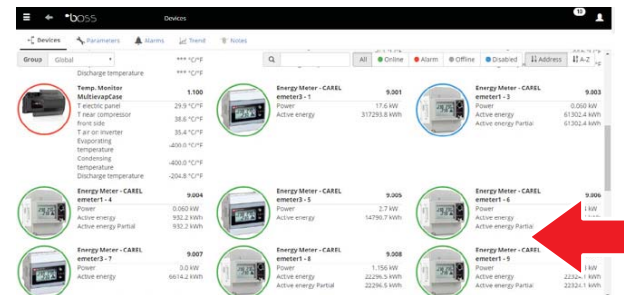 boss
Devices
10
Devices Parameters Alarms Trend Notes
Group Global *** °C/°F All Online Alarm Offline Disabled Address A-Z
Discharge temperature *** °C/°F
Temp. Monitor
MultievapCase 1.100
T electric panel 29.9 °C/°F
T near compressor
front side 38.6 °C/°F
T air or inverter 35.4 °C/°F
Evaporating
temperature -400.0 °C/°F
Condensing
temperature -400.0 °C/°F
Discharge temperature -204.8 °C/°F
Energy Meter - CAREL
emeter3 - 1 9.001
Power 17.6 kW
Active energy 317293.8 kWh
Energy Meter - CAREL
emeter1 - 3 9.003
Power 0.060 kW
Active energy 61302.4 kWh
Active energy Partial 61302.4 kWh
Energy Meter - CAREL
emeter1 - 4 9.004
Power 0.060 kW
Active energy 932.2 kWh
Active energy Partial 932.2 kWh
Energy Meter - CAREL
emeter3 - 5 9.005
Power 2.7 kW
Active energy 14790.7 kWh
Energy Meter - CAREL
emeter1 - 6 9.006
Power kW
Active energy kWh
Active energy Partial
Energy Meter - CAREL
emeter3 - 7 9.007
Power 0.0 kW
Active energy 6614.2 kWh
Energy Meter - CAREL
emeter1 - 8 9.008
Power 1.156 kW
Active energy 22296.5 kWh
Active energy Partial 22296.5 kWh
Energy Meter - CAREL
emeter1 - 9
Power kW
Active energy kWh
Active energy Partial 22324.1 kWh